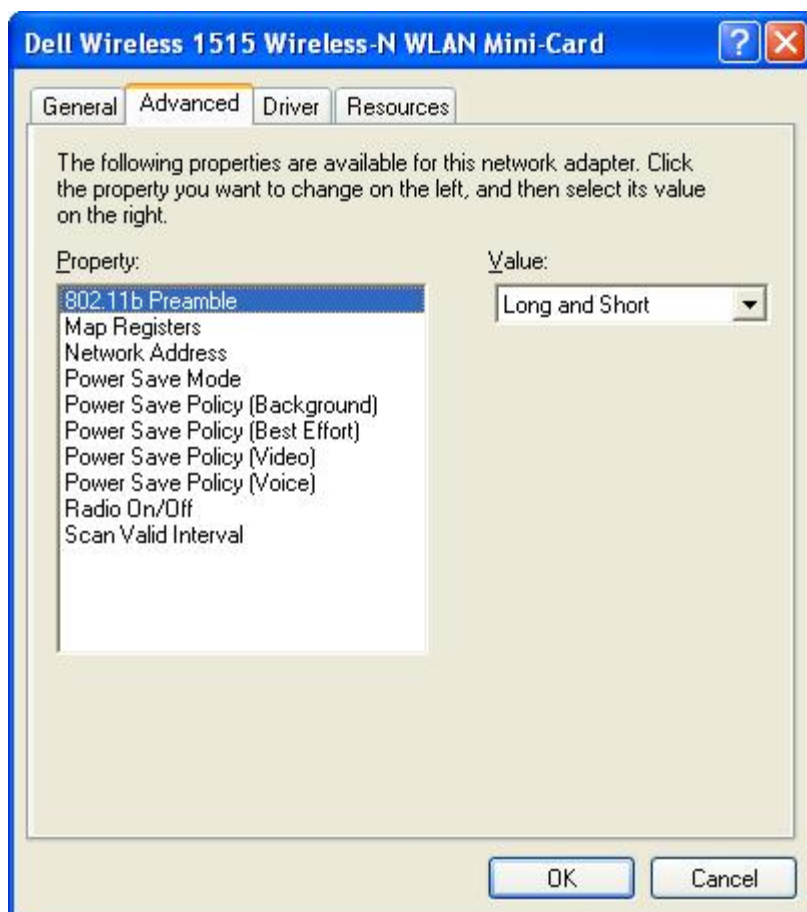 Dell Wireless 1515 Wireless-N WLAN Mini-Card
General Advanced Driver Resources
The following properties are available for this network adapter. Click
the property you want to change on the left, and then select its value
on the right.
Property: Value:
802.11b Preamble Long and Short
Map Registers
Network Address
Power Save Mode
Power Save Policy (Background)
Power Save Policy (Best Effort)
Power Save Policy (Video)
Power Save Policy (Voice)
Radio On/Off
Scan Valid Interval
OK Cancel